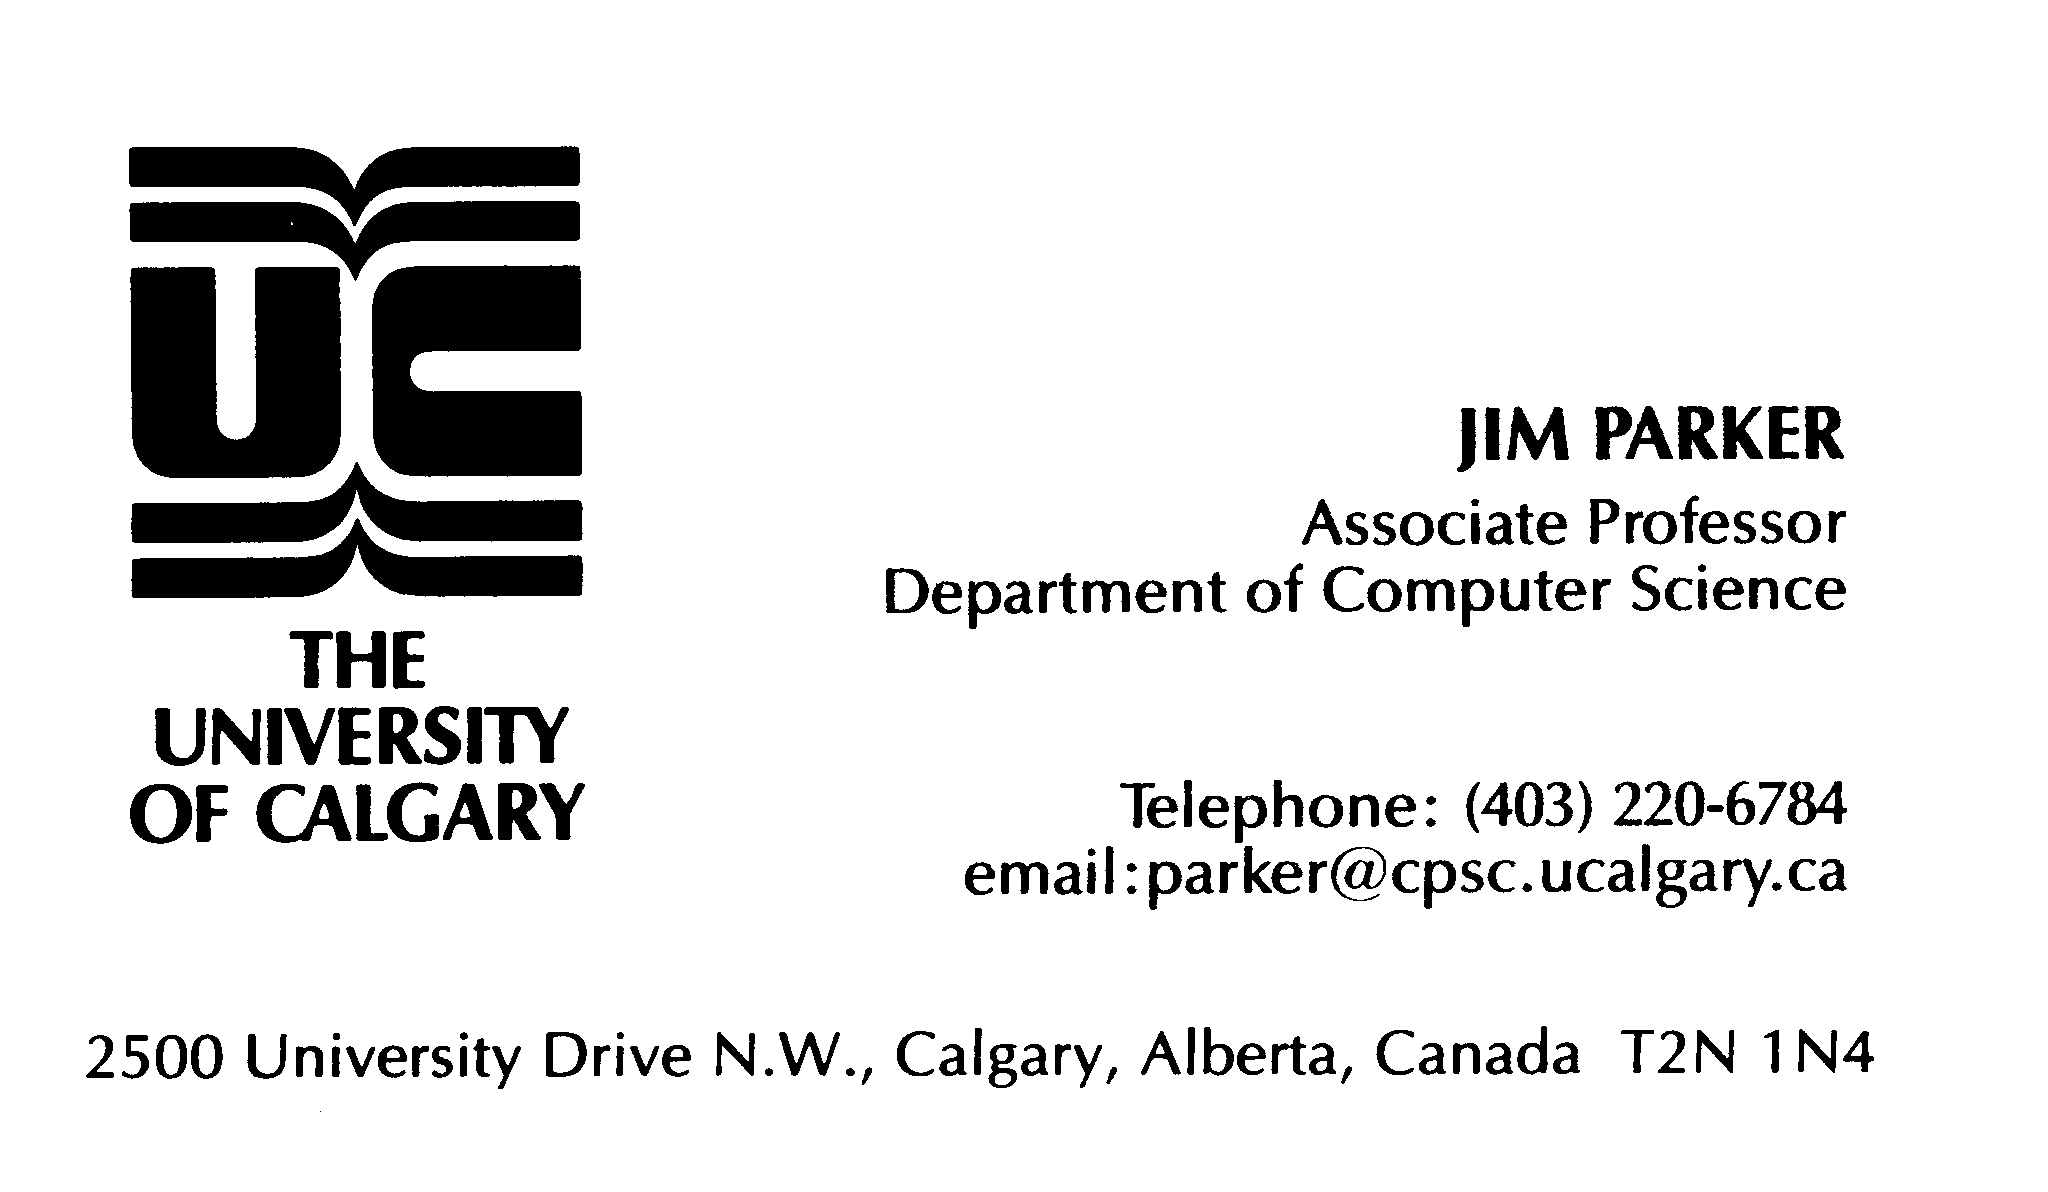 UC
THE
UNIVERSITY
OF CALGARY
JIM PARKER
Associate Professor
Department of Computer Science
Telephone: (403) 220-6784
email:parker@cpsc.ucalgary.ca
2500 University Drive N.W., Calgary, Alberta, Canada T2N 1N4